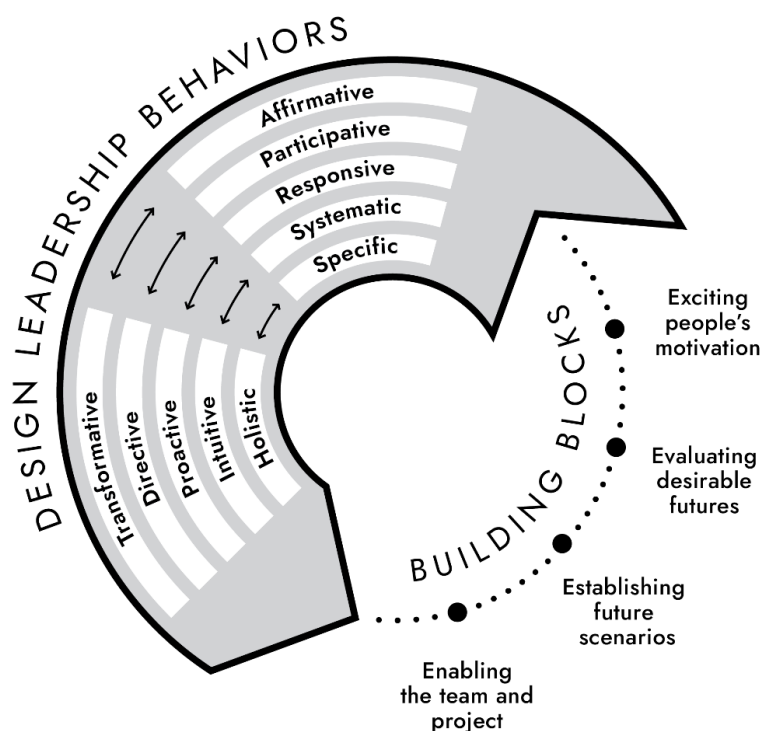 DESIGN LEADERSHIP BEHAVIORS
Affirmative
Participative
Responsive
Systematic
Specific
Transformative
Directive
Proactive
Intuitive
Holistic
BUILDING BLOCKS
Exciting
people's
motivation
Evaluating
desirable
futures
Establishing
future
scenarios
Enabling
the team and
project